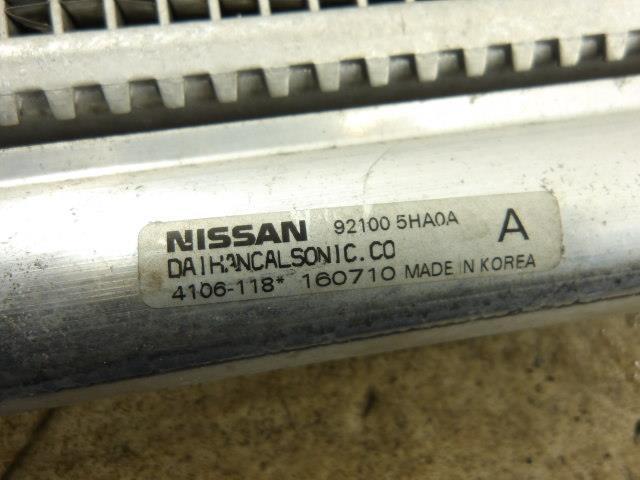 NISSAN 92100 5HA0A A
DAIHANCALSONIC.CO
4106-118* 160710 MADE IN KOREA